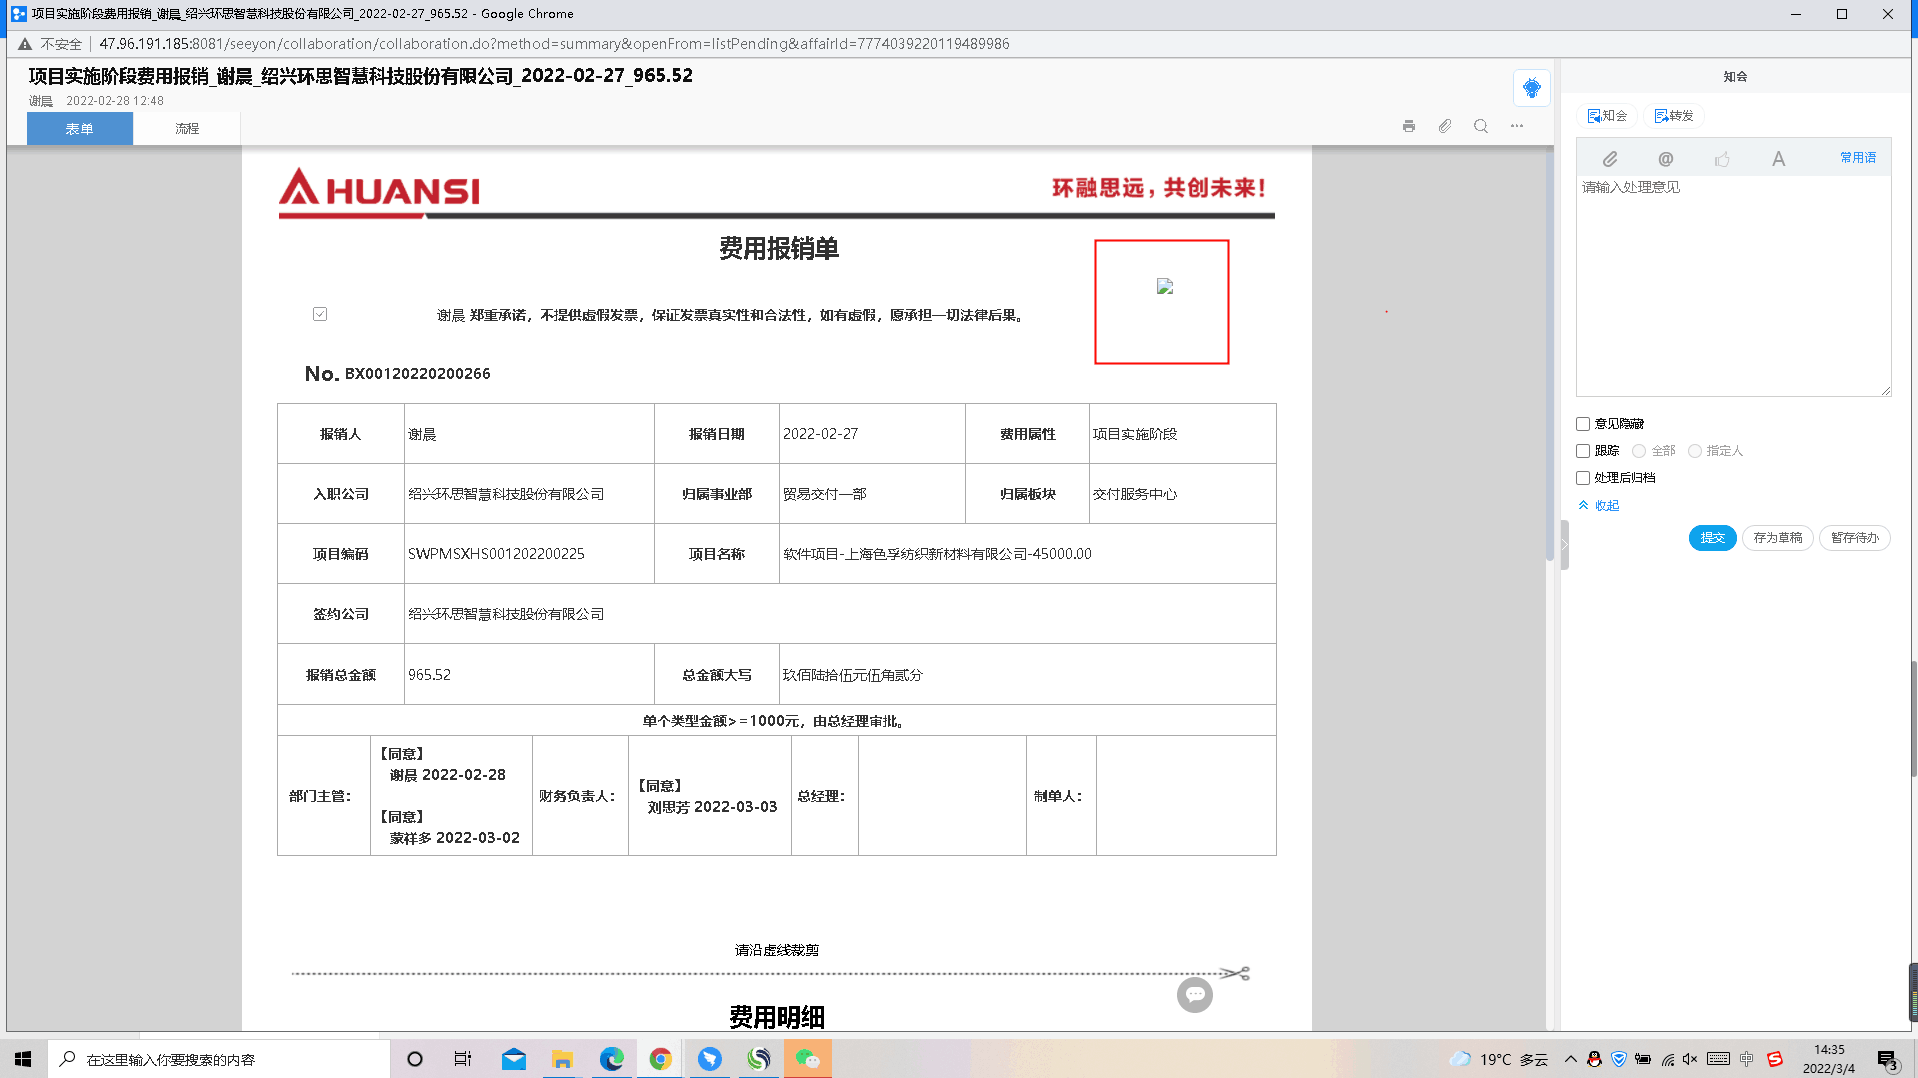 项目实施阶段费用报销_谢晨_绍兴环思智慧科技股份有限公司_2022-02-27_965.52 - Google Chrome
不安全 47.96.191.185:8081/seeyon/collaboration/collaboration.do?method=summary&openFrom=listPending&affairId=7774039220119489986
项目实施阶段费用报销_谢晨_绍兴环思智慧科技股份有限公司_2022-02-27_965.52
谢晨 2022-02-28 12:48
表单 流程
HUANSI 环融思远，共创未来！
费用报销单
谢晨 郑重承诺，不提供虚假发票，保证发票真实性和合法性，如有虚假，愿承担一切法律后果。
No. BX00120220200266
报销人 谢晨 报销日期 2022-02-27 费用属性 项目实施阶段
入职公司 绍兴环思智慧科技股份有限公司 归属事业部 贸易交付一部 归属板块 交付服务中心
项目编码 SWPMSXHS001202200225 项目名称 软件项目-上海色孚纺织新材料有限公司-45000.00
签约公司 绍兴环思智慧科技股份有限公司
报销总金额 965.52 总金额大写 玖佰陆拾伍元伍角贰分
单个类型金额>=1000元，由总经理审批。
部门主管： 【同意】
谢晨 2022-02-28
【同意】
蒙祥多 2022-03-02
财务负责人： 【同意】
刘思芳 2022-03-03
总经理： 制单人：
请沿虚线裁剪
费用明细
知会
知会 转发
@ A 常用语
请输入处理意见
意见隐藏
跟踪 全部 指定人
处理后归档
收起
提交 存为草稿 暂存待办
在这里输入你要搜索的内容
19°C 多云
中
14:35
2022/3/4
3